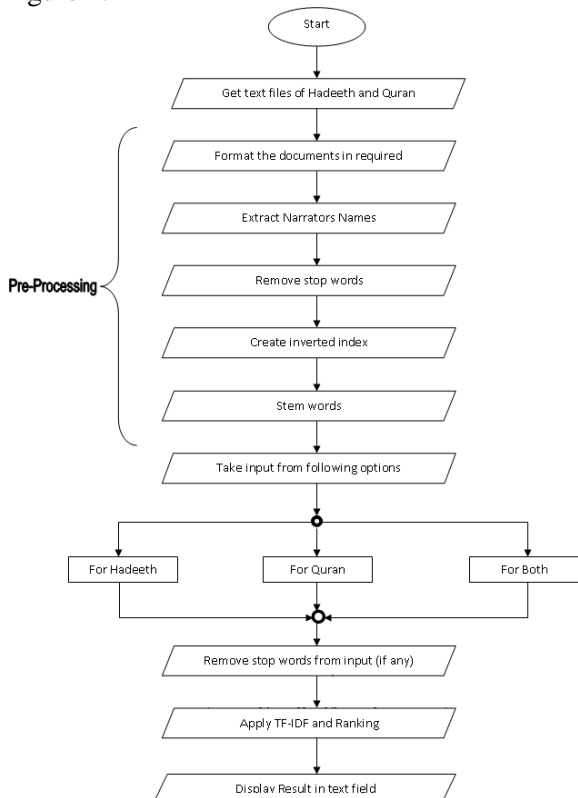 Start
Get text files of Hadeeth and Quran
Format the documents in required
Extract Narrators Names
Remove stop words
Pre-Processing
Create inverted index
Stem words
Take input from following options
For Hadeeth
For Quran
For Both
Remove stop words from input (if any)
Apply TF-IDF and Ranking
Display Result in text field